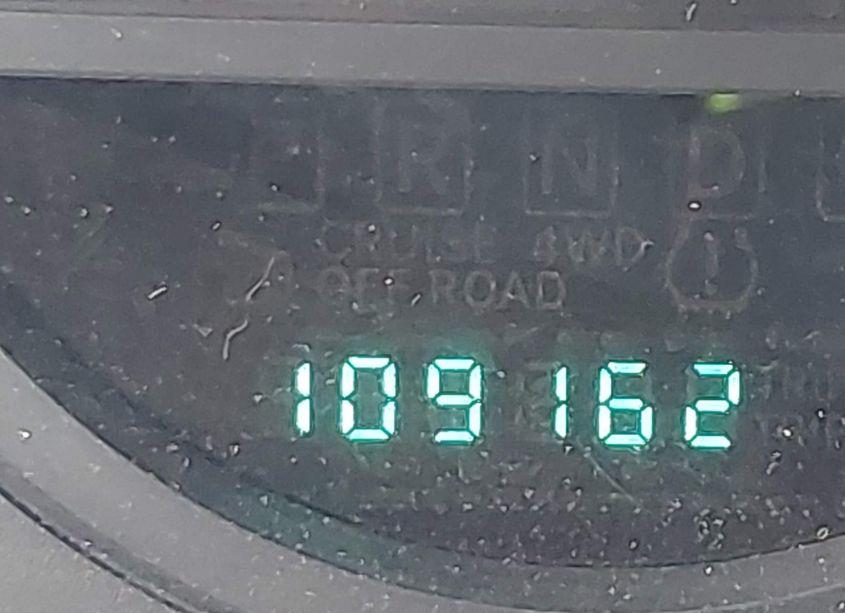 R N D
CRUISE 4WD
OFF ROAD
109162